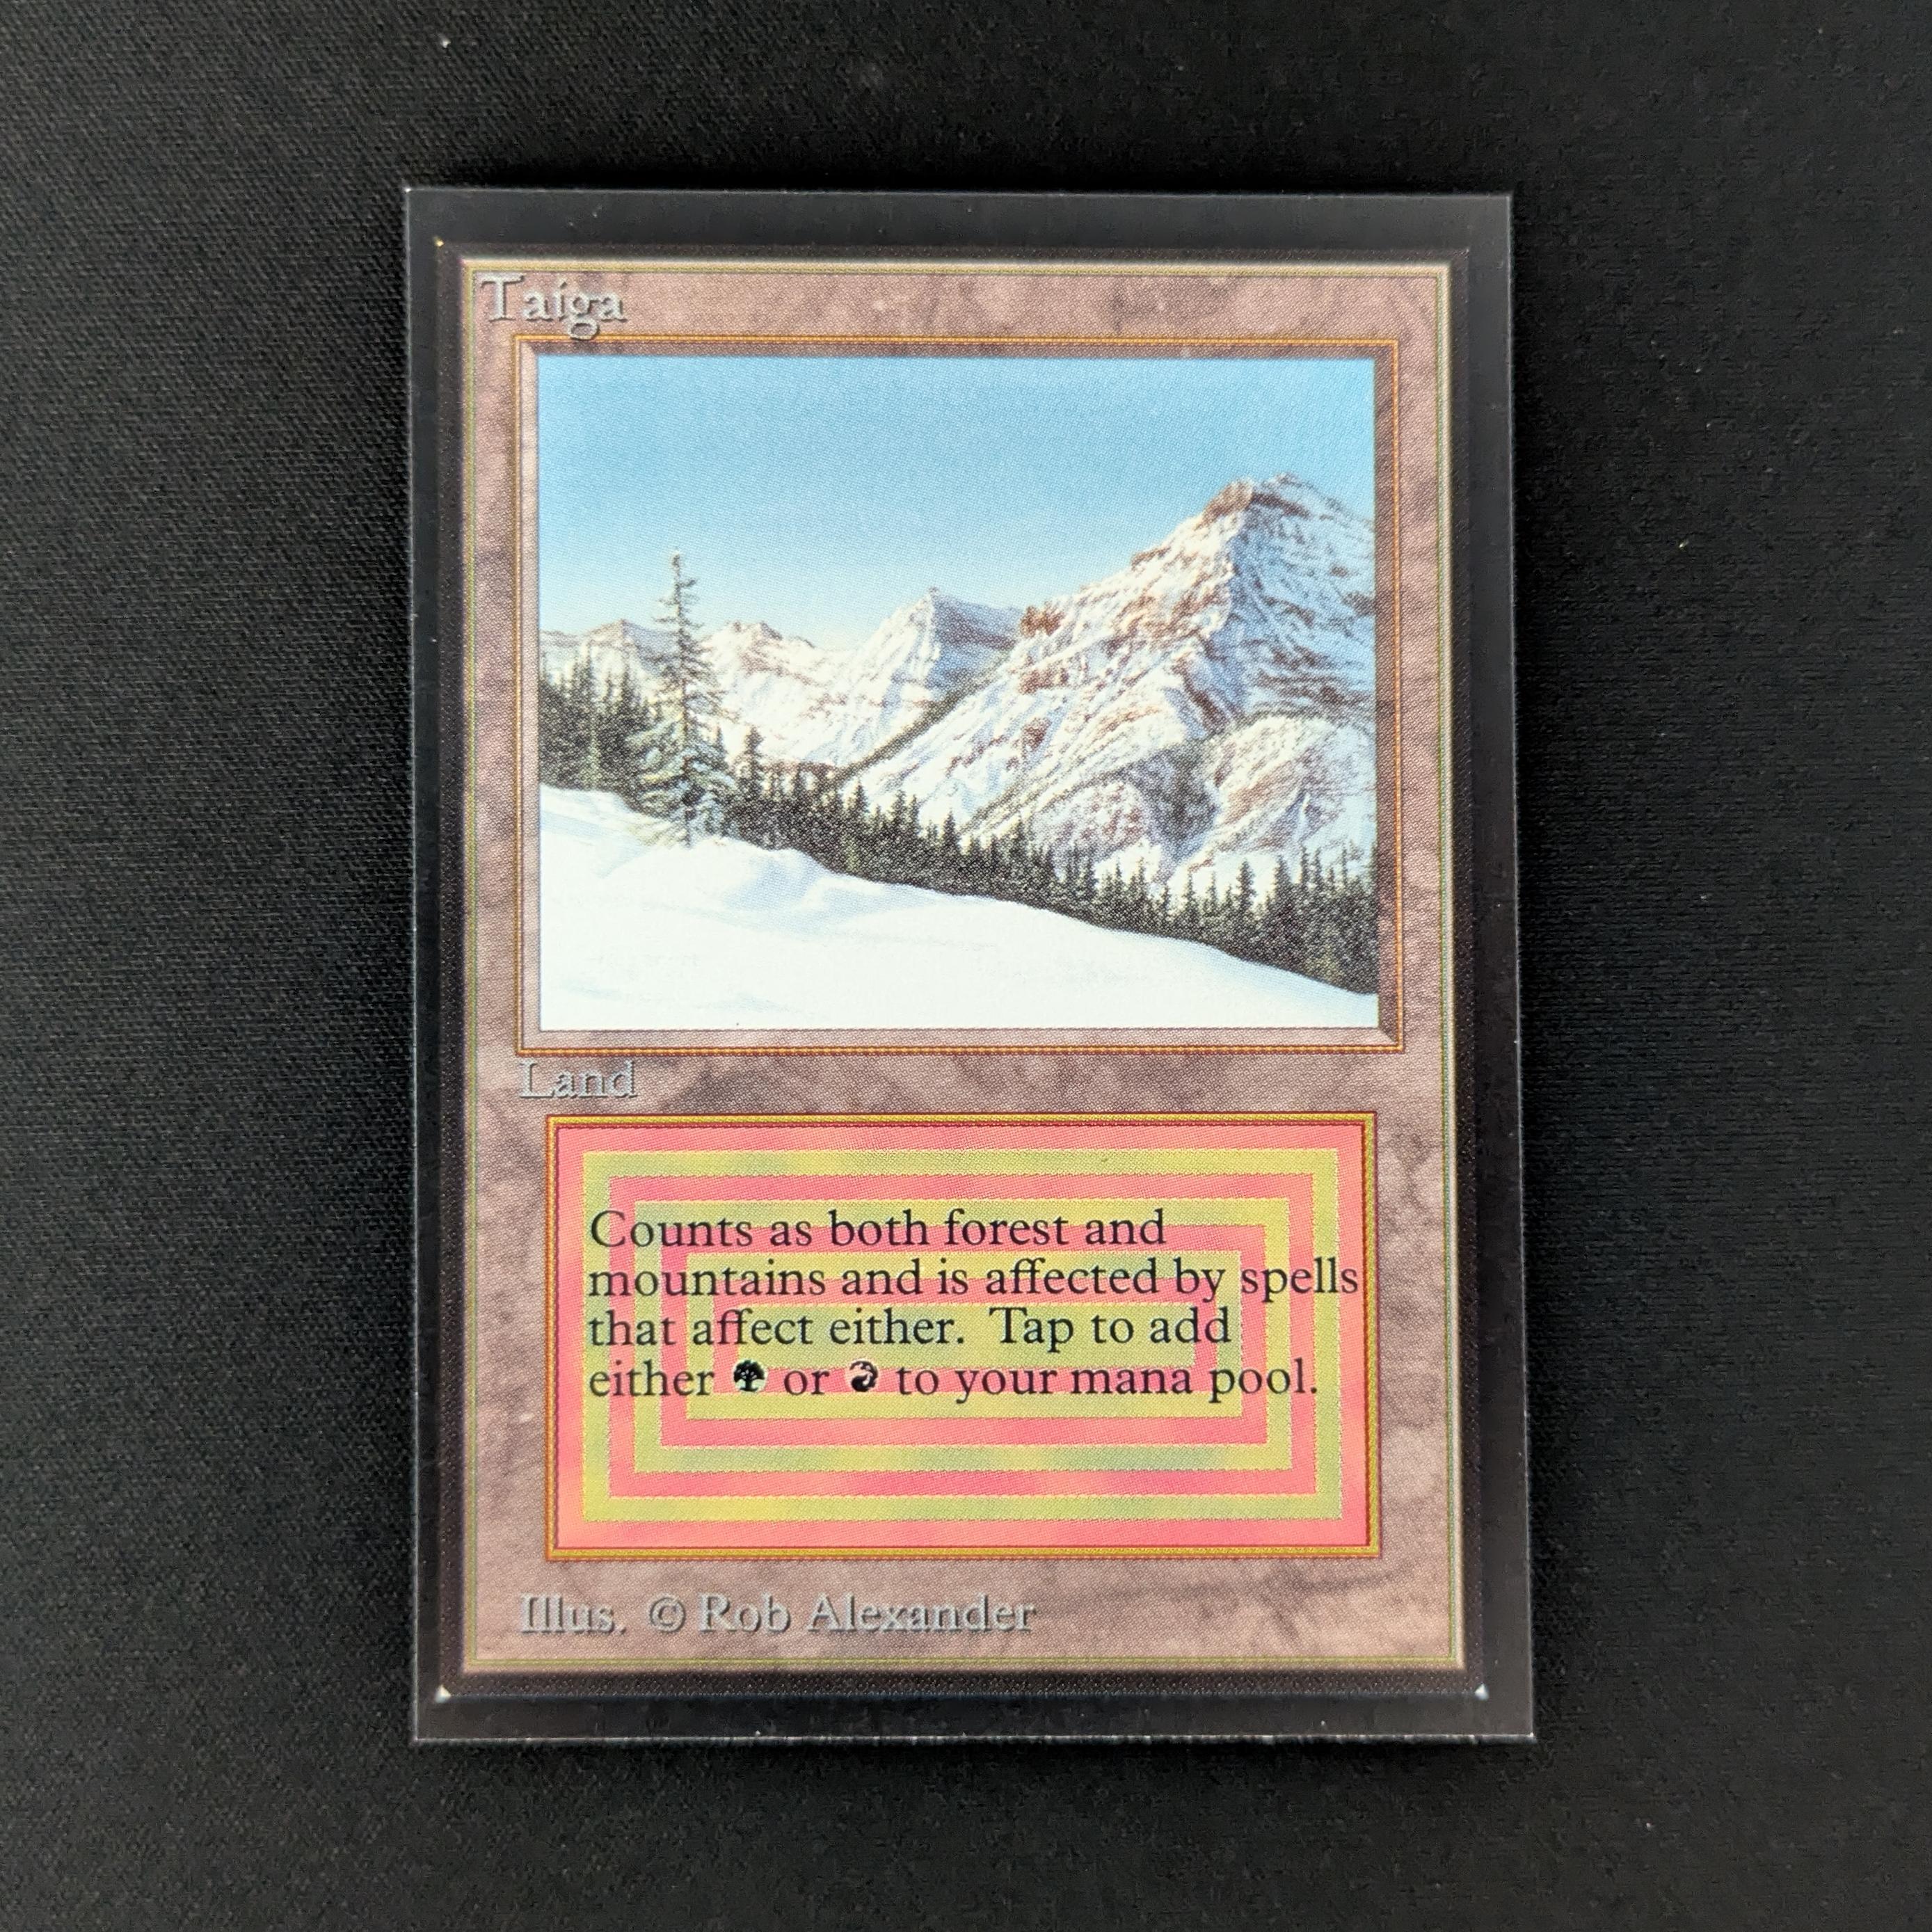 Taiga
Land
Counts as both forest and
mountains and is affected by spells
that affect either. Tap to add
either or to your mana pool.
Illus. © Rob Alexander